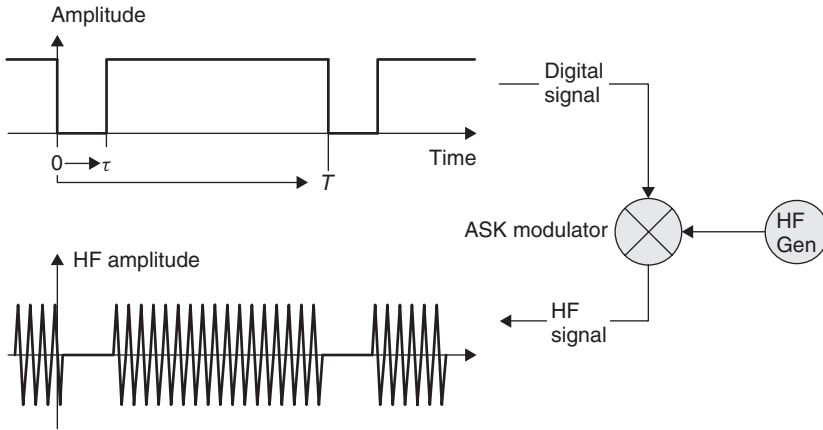 Amplitude
Digital
signal
0
τ
Time
T
ASK modulator
HF
Gen
HF amplitude
HF
signal